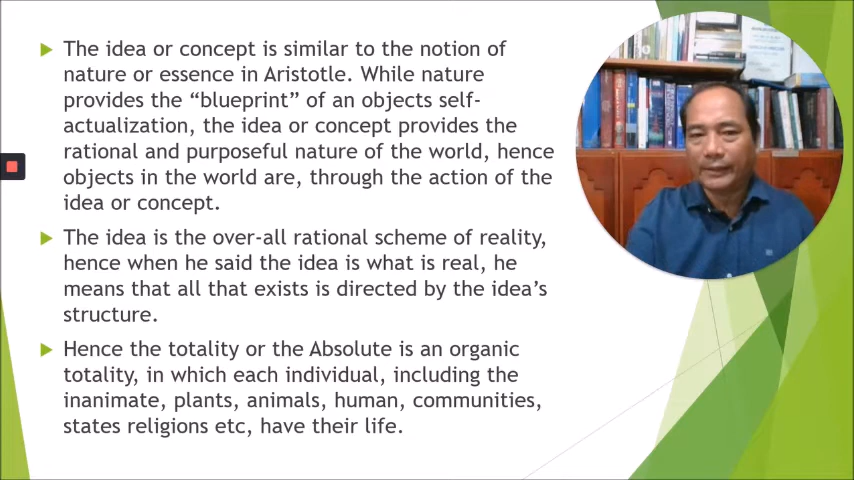 The idea or concept is similar to the notion of
nature or essence in Aristotle. While nature
provides the “blueprint” of an objects self-
actualization, the idea or concept provides the
rational and purposeful nature of the world, hence
objects in the world are, through the action of the
idea or concept.
The idea is the over-all rational scheme of reality,
hence when he said the idea is what is real, he
means that all that exists is directed by the idea’s
structure.
Hence the totality or the Absolute is an organic
totality, in which each individual, including the
inanimate, plants, animals, human, communities,
states religions etc, have their life.